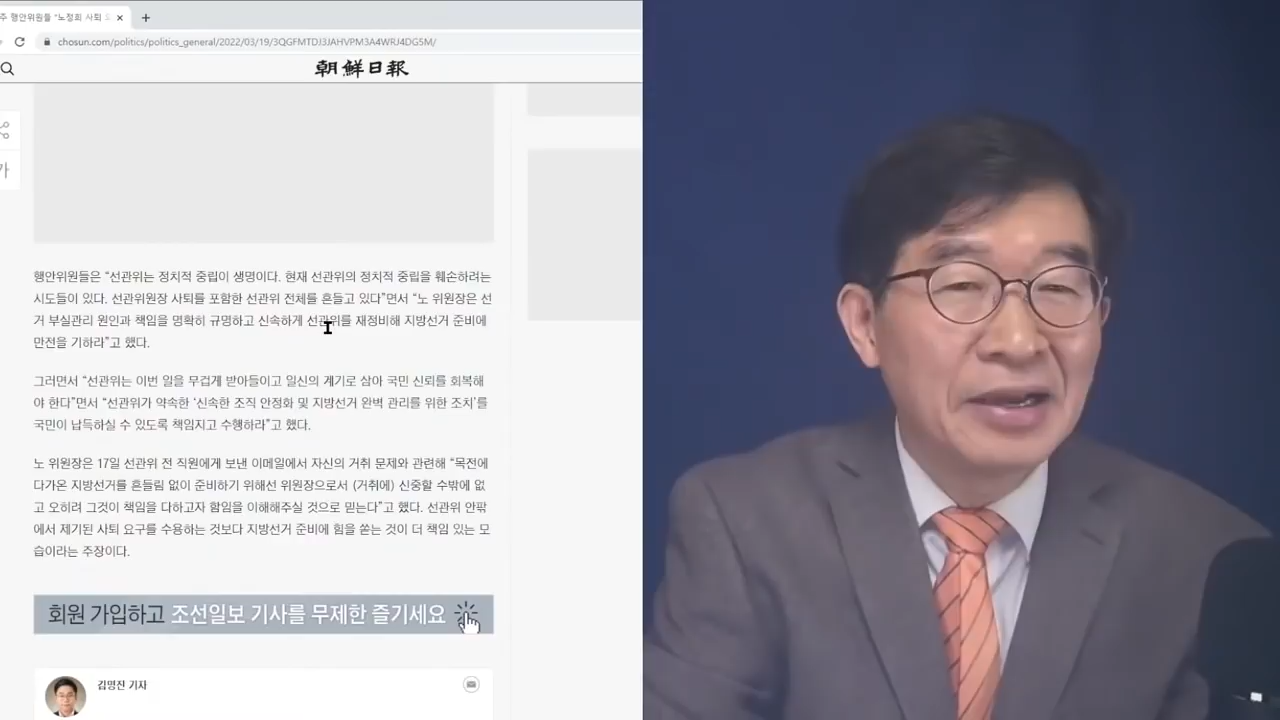 주 행안위원들 "노정희 사퇴
chosun.com/politics/politics_general/2022/03/19/3QGFMTDJ3JAHVPM3A4WRJ4DG5M/
朝鮮日報
가
행안위원들은 “선관위는 정치적 중립이 생명이다. 현재 선관위의 정치적 중립을 훼손하려는
시도들이 있다. 선관위원장 사퇴를 포함한 선관위 전체를 흔들고 있다”면서 “노 위원장은 선
거 부실관리 원인과 책임을 명확히 규명하고 신속하게 선관위를 재정비해 지방선거 준비에
만전을 기하라”고 했다.
그러면서 “선관위는 이번 일을 무겁게 받아들이고 일신의 계기로 삼아 국민 신뢰를 회복해
야 한다”면서 “선관위가 약속한 ‘신속한 조직 안정화 및 지방선거 완벽 관리를 위한 조치’를
국민이 납득하실 수 있도록 책임지고 수행하라”고 했다.
노 위원장은 17일 선관위 전 직원에게 보낸 이메일에서 자신의 거취 문제와 관련해 “목전에
다가온 지방선거를 흔들림 없이 준비하기 위해선 위원장으로서 (거취에) 신중할 수밖에 없
고 오히려 그것이 책임을 다하고자 함임을 이해해주실 것으로 믿는다”고 했다. 선관위 안팎
에서 제기된 사퇴 요구를 수용하는 것보다 지방선거 준비에 힘을 쏟는 것이 더 책임 있는 모
습이라는 주장이다.
회원 가입하고 조선일보 기사를 무제한 즐기세요
김명진 기자